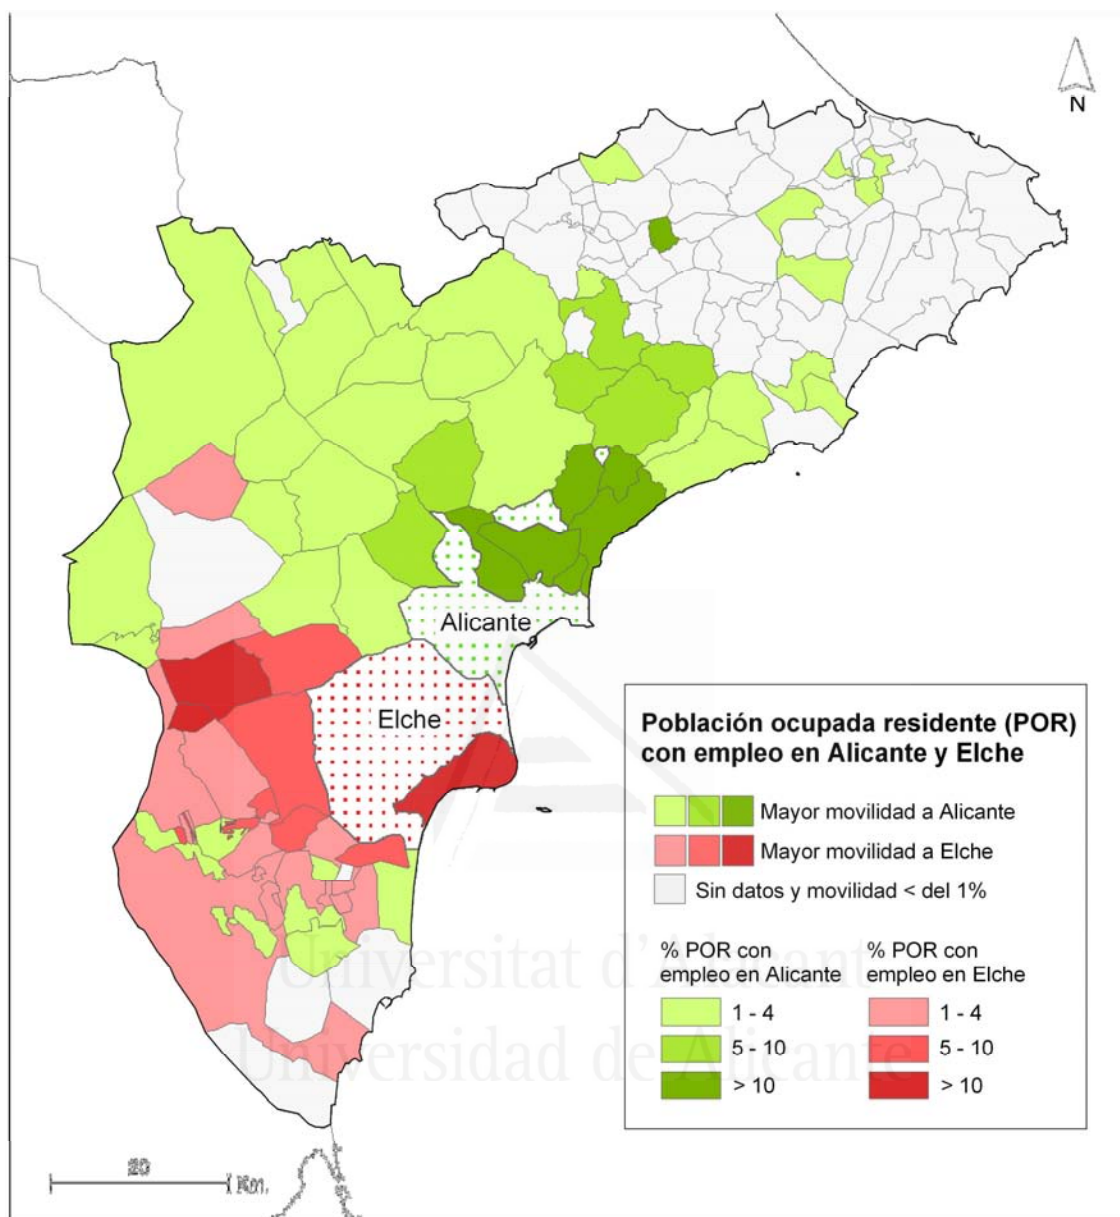 N
Alicante
Elche
Población ocupada residente (POR)
con empleo en Alicante y Elche
Mayor movilidad a Alicante
Mayor movilidad a Elche
Sin datos y movilidad < del 1%
% POR con
empleo en Alicante
1 - 4
5 - 10
> 10
% POR con
empleo en Elche
1 - 4
5 - 10
> 10
Universitat d'Alacant
Universidad de Alicante
20
Km.